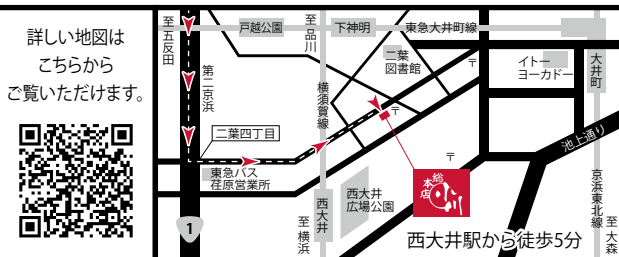 詳しい地図は
こちらから
ご覧いただけます。
至五反田
戸越公園
至品川
下神明
東急大井町線
第二京浜
横須賀線
二葉
図書館
〒
イトー
ヨーカドー
大井町
〒
二葉四丁目
池上通り
東急バス
荏原営業所
〒
総本店
1
西大井
西大井
広場公園
京浜東北線
至横浜
至大森
西大井駅から徒歩5分